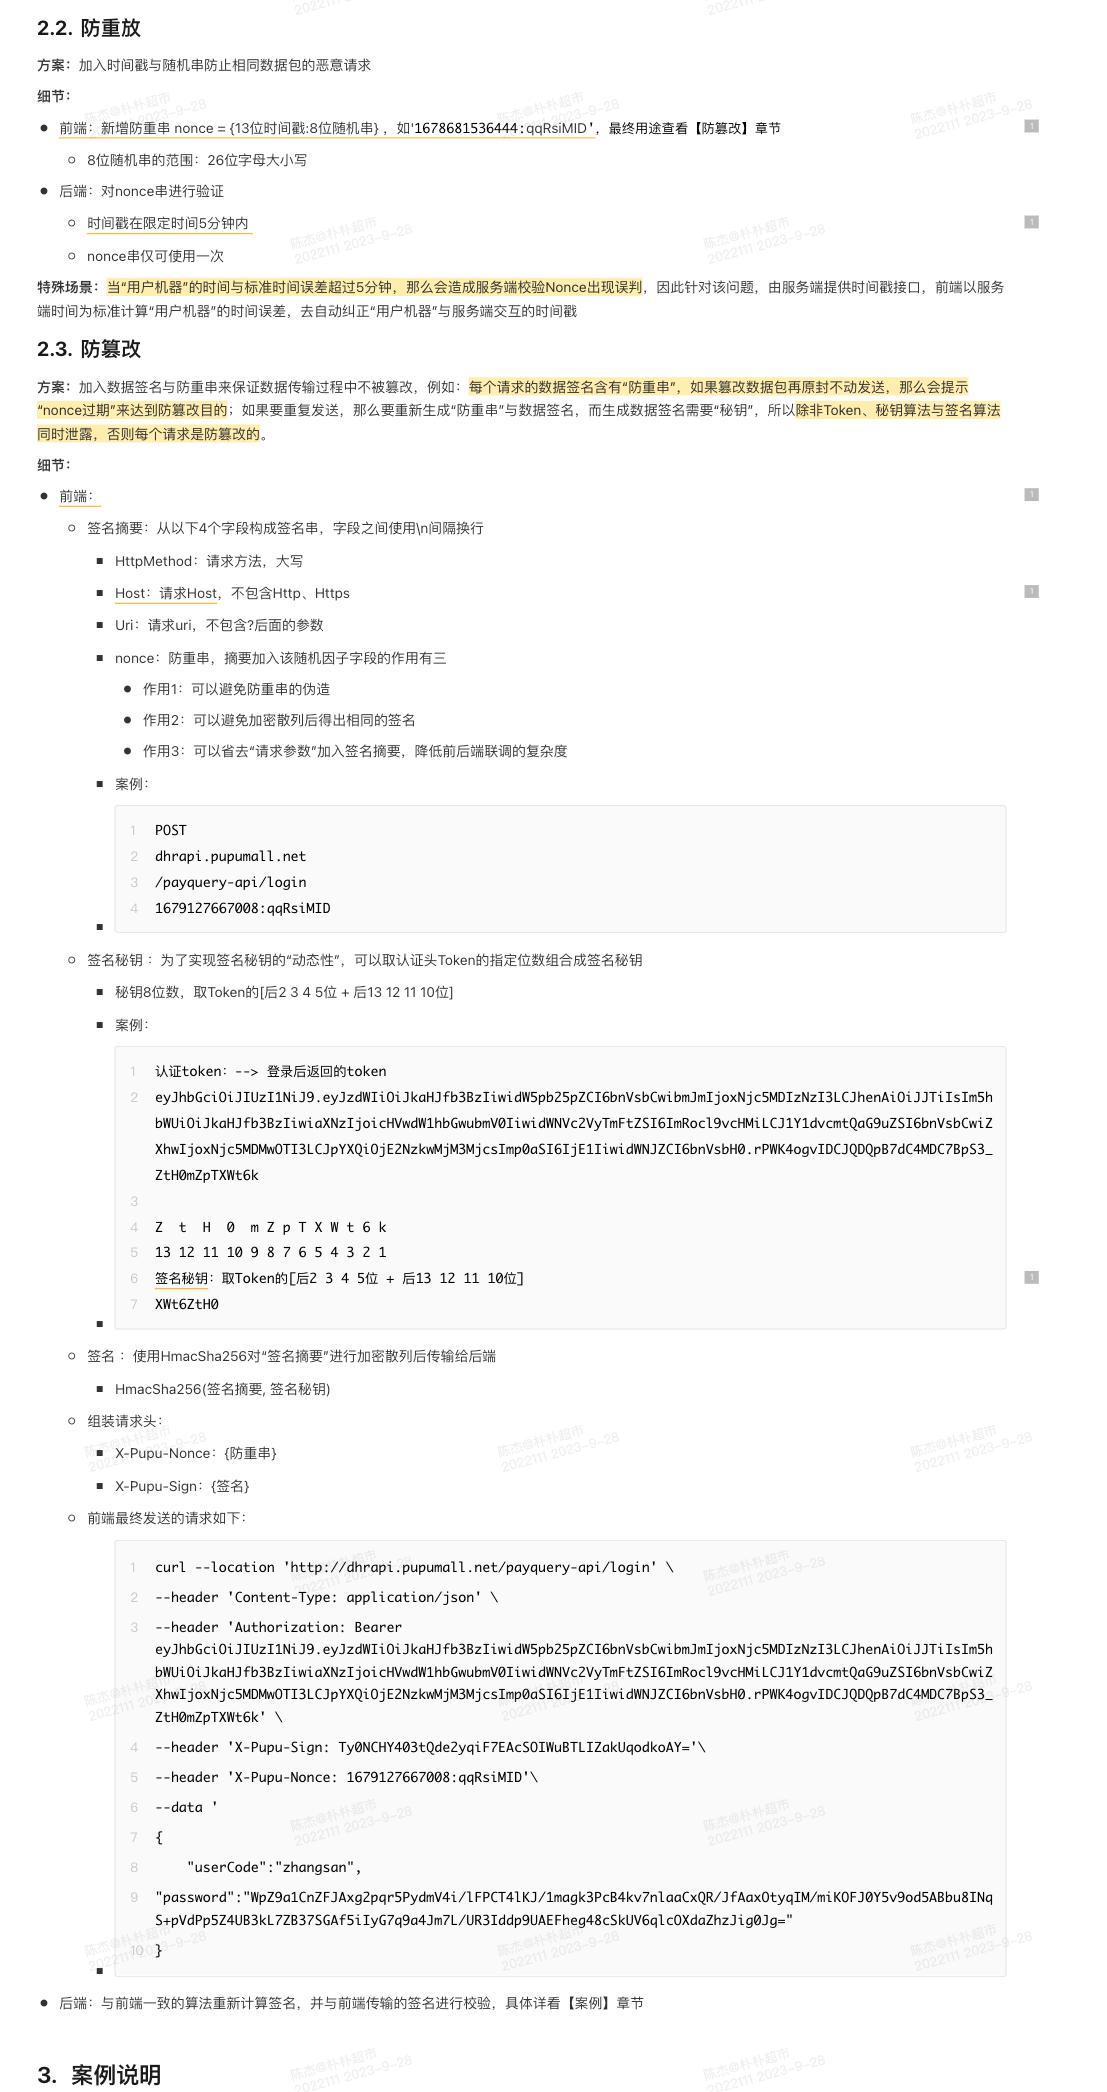 2.2. 防重放
方案：加入时间戳与随机串防止相同数据包的恶意请求
细节：
前端：新增防重串 nonce = {13位时间戳:8位随机串} ，如'1678681536444:qqRsiMID'，最终用途查看【防篡改】章节
8位随机串的范围：26位字母大小写
后端：对nonce串进行验证
时间戳在限定时间5分钟内
nonce串仅可使用一次
特殊场景：当“用户机器”的时间与标准时间误差超过5分钟，那么会造成服务端校验Nonce出现误判，因此针对该问题，由服务端提供时间戳接口，前端以服务
端时间为标准计算“用户机器”的时间误差，去自动纠正“用户机器”与服务端交互的时间戳
2.3. 防篡改
方案：加入数据签名与防重串来保证数据传输过程中不被篡改，例如：每个请求的数据签名含有“防重串”，如果篡改数据包再原封不动发送，那么会提示
“nonce过期”来达到防篡改目的；如果要重复发送，那么要重新生成“防重串”与数据签名，而生成数据签名需要“秘钥”，所以除非Token、秘钥算法与签名算法
同时泄露，否则每个请求是防篡改的。
细节：
前端：
签名摘要：从以下4个字段构成签名串，字段之间使用\n间隔换行
HttpMethod：请求方法，大写
Host：请求Host，不包含Http、Https
Uri：请求uri，不包含?后面的参数
nonce：防重串，摘要加入该随机因子字段的作用有三
作用1：可以避免防重串的伪造
作用2：可以避免加密散列后得出相同的签名
作用3：可以省去“请求参数”加入签名摘要，降低前后端联调的复杂度
案例：
1 POST
2 dhrapi.pupumall.net
3 /payquery-api/login
4 1679127667008:qqRsiMID
签名秘钥： 为了实现签名秘钥的“动态性”，可以取认证头Token的指定位数组合成签名秘钥
秘钥8位数，取Token的[后2 3 4 5位 + 后13 12 11 10位]
案例：
1 认证token：--> 登录后返回的token
2 eyJhbGciOiJIUzI1NiJ9.eyJzdWIiOiJkaHJfb3BzIiwidW5pb25pZCI6bnVsbCwibmJmIjoxNjc5MDIzNzI3LCJhenAiOiJJTiIsIm5h
bWUiOiJkaHJfb3BzIiwiaXNzIjoicHVwdW1hbGwubmV0IiwidWNVc2VyTmFtZSI6ImRocl9vcHMiLCJ1Y1dvcmtQaG9uZSI6bnVsbCwiZ
XhwIjoxNjc5MDMwOTI3LCJpYXQiOjE2NzkwMjM3MjcsImp0aSI6IjE1IiwidWNJZCI6bnVsbH0.rPWK4ogvIDCJQDQpB7dC4MDC7BpS3_
ZtH0mZpTXWt6k
3
4 Z t H 0 m Z p T X W t 6 k
5 13 12 11 10 9 8 7 6 5 4 3 2 1
6 签名秘钥：取Token的[后2 3 4 5位 + 后13 12 11 10位]
7 XWt6ZtH0
签名： 使用HmacSha256对“签名摘要”进行加密散列后传输给后端
HmacSha256(签名摘要, 签名秘钥)
组装请求头：
X-Pupu-Nonce：{防重串}
X-Pupu-Sign：{签名}
前端最终发送的请求如下：
1 curl --location 'http://dhrapi.pupumall.net/payquery-api/login' \
2 --header 'Content-Type: application/json' \
3 --header 'Authorization: Bearer
eyJhbGciOiJIUzI1NiJ9.eyJzdWIiOiJkaHJfb3BzIiwidW5pb25pZCI6bnVsbCwibmJmIjoxNjc5MDIzNzI3LCJhenAiOiJJTiIsIm5h
bWUiOiJkaHJfb3BzIiwiaXNzIjoicHVwdW1hbGwubmV0IiwidWNVc2VyTmFtZSI6ImRocl9vcHMiLCJ1Y1dvcmtQaG9uZSI6bnVsbCwiZ
XhwIjoxNjc5MDMwOTI3LCJpYXQiOjE2NzkwMjM3MjcsImp0aSI6IjE1IiwidWNJZCI6bnVsbH0.rPWK4ogvIDCJQDQpB7dC4MDC7BpS3_
ZtH0mZpTXWt6k' \
4 --header 'X-Pupu-Sign: Ty0NCHY403tQde2yqiF7EAcSOIWuBTLIZakUqodkoAY='\
5 --header 'X-Pupu-Nonce: 1679127667008:qqRsiMID'\
6 --data '
7 {
8 "userCode":"zhangsan",
9 "password":"WpZ9a1CnZFJAxg2pqr5PydmV4i/lFPCT4lKJ/1magk3PcB4kv7nlaaCxQR/JfAaxOtyqIM/miKOFJ0Y5v9od5ABbu8INq
S+pVdPp5Z4UB3kL7ZB37SGAf5iIyG7q9a4Jm7L/UR3Iddp9UAEFheg48cSkUV6qlcOXdaZhzJig0Jg="
10 }
后端：与前端一致的算法重新计算签名，并与前端传输的签名进行校验，具体详看【案例】章节
3. 案例说明
陈杰@朴朴超市
2022111 2023-9-28